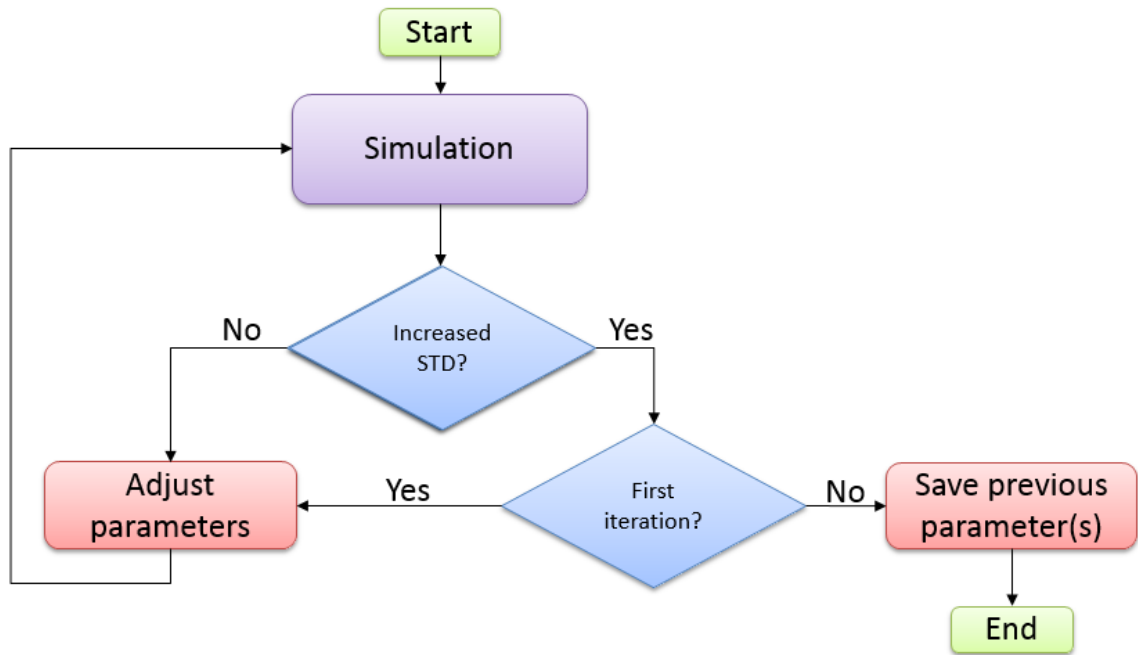 Start
Simulation
Increased
STD?
No
Yes
Adjust
parameters
Yes
First
iteration?
No
Save previous
parameter(s)
End